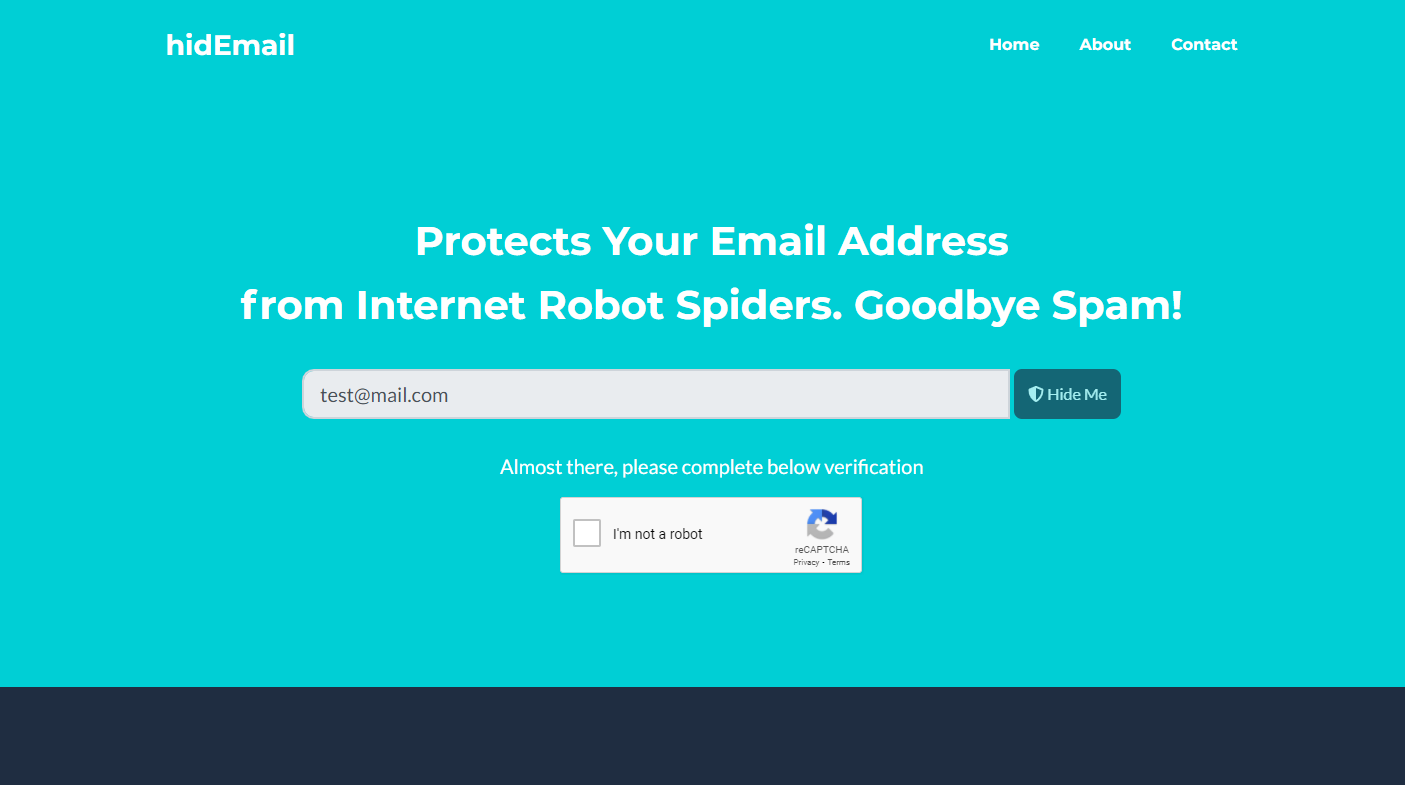 hidEmail
Home About Contact
Protects Your Email Address
from Internet Robot Spiders. Goodbye Spam!
test@mail.com Hide Me
Almost there, please complete below verification
I'm not a robot
reCAPTCHA
Privacy - Terms